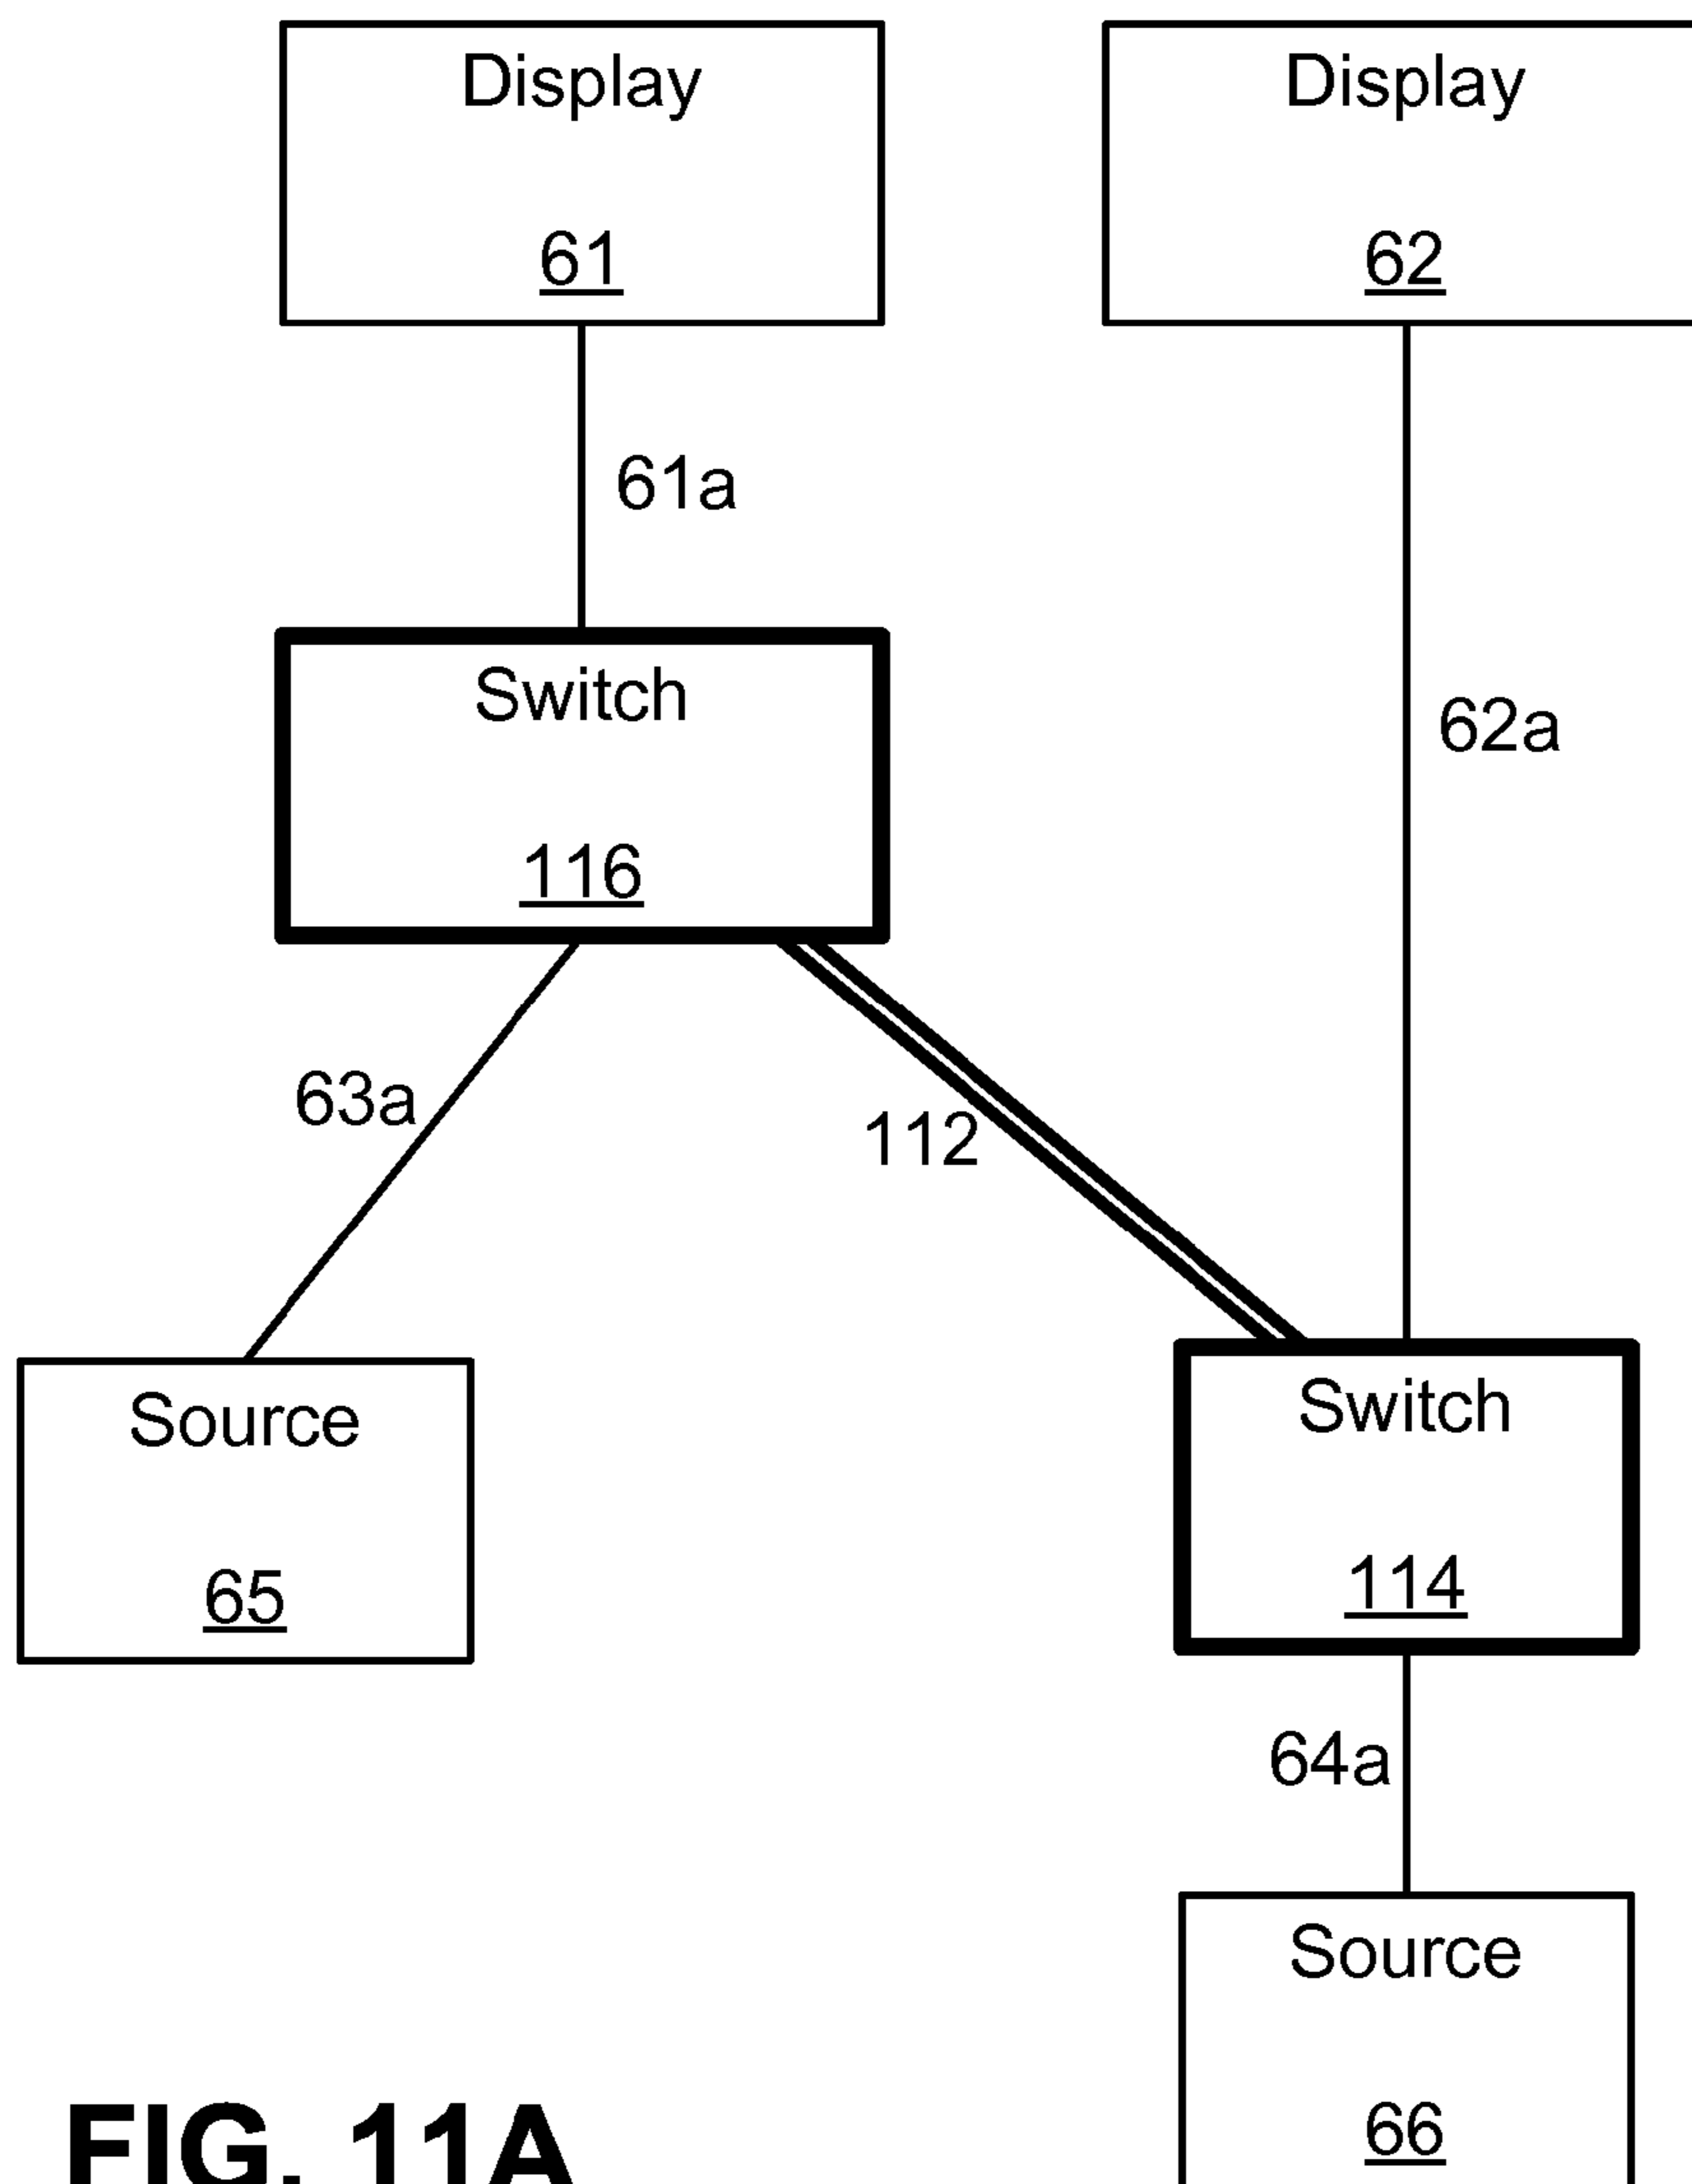 Display
61
Display
62
61a
62a
Switch
116
63a
112
Source
65
Switch
114
64a
Source
66
FIG. 11A